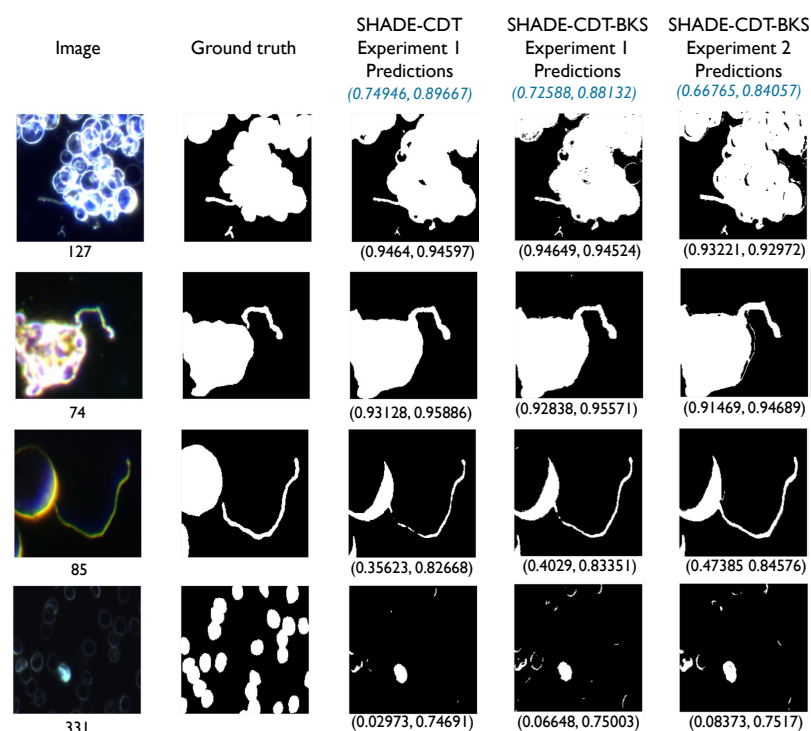 Image
Ground truth
SHADE-CDT
Experiment 1
Predictions
(0.74946, 0.89667)
SHADE-CDT-BKS
Experiment 1
Predictions
(0.72588, 0.88132)
SHADE-CDT-BKS
Experiment 2
Predictions
(0.66765, 0.84057)
127
(0.9464, 0.94597)
(0.94649, 0.94524)
(0.93221, 0.92972)
74
(0.93128, 0.95886)
(0.92838, 0.95571)
(0.91469, 0.94689)
85
(0.35623, 0.82668)
(0.4029, 0.83351)
(0.47385 0.84576)
331
(0.02973, 0.74691)
(0.06648, 0.75003)
(0.08373, 0.7517)